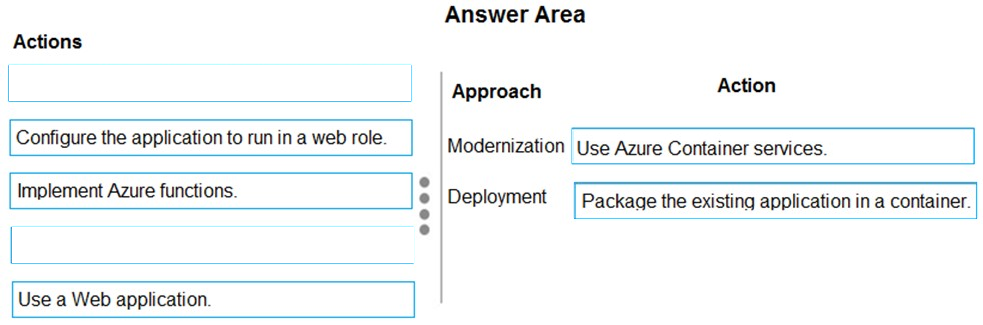 Answer Area
Actions
Configure the application to run in a web role.
Implement Azure functions.
Use a Web application.
Approach
Action
Modernization
Use Azure Container services.
Deployment
Package the existing application in a container.